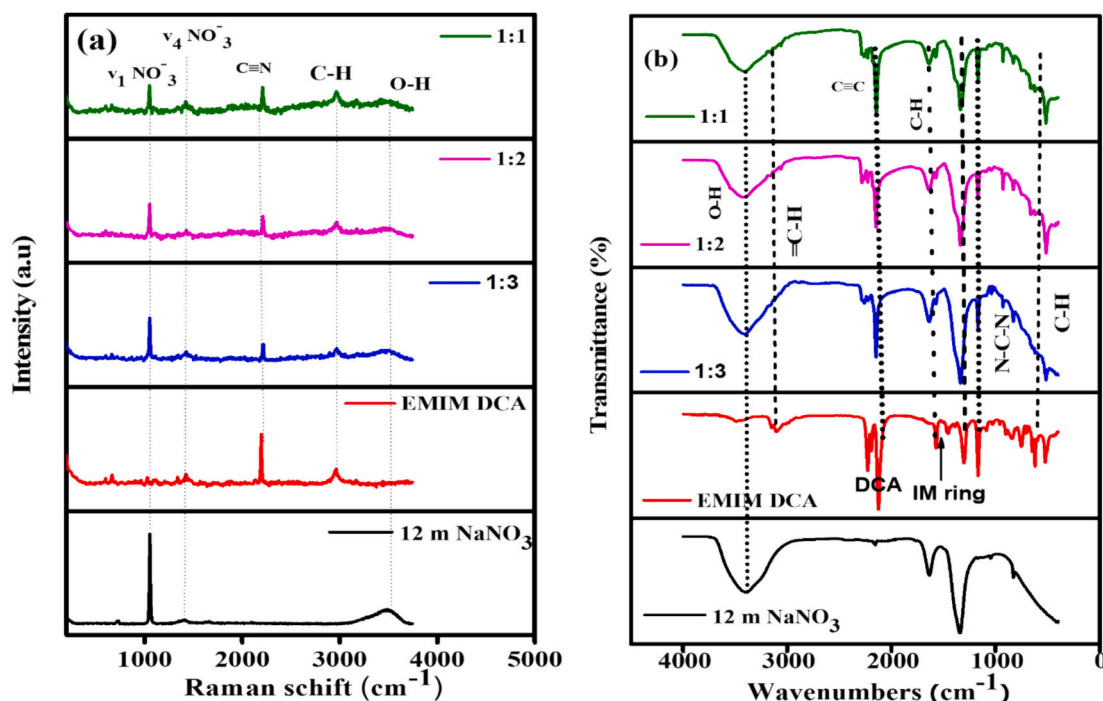 (a)
v4 NO⁻3
1:1
v1 NO⁻3
C≡N
C-H
O-H
1:2
1:3
EMIM DCA
12 m NaNO3
Intensity (a.u)
1000 2000 3000 4000 5000
Raman schift (cm⁻¹)
(b)
C≡C
C-H
1:1
O-H
=C-H
1:2
N-C-N
C-H
1:3
DCA
IM ring
EMIM DCA
12 m NaNO3
Transmittance (%)
4000 3000 2000 1000 0
Wavenumbers (cm⁻¹)